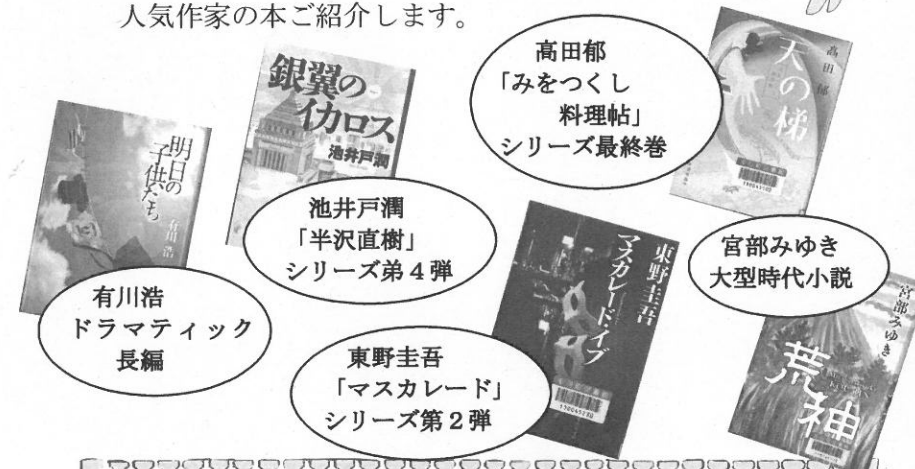 人気作家の本ご紹介します。
高田郁
「みをつくし
料理帖」
シリーズ最終巻
天の梯
高田郁
銀翼の
イカロス
池井戸潤
明日の
子供たち
有川浩
池井戸潤
「半沢直樹」
シリーズ弟4弾
有川浩
ドラマティック
長編
東野圭吾
マスカレード・イブ
東野圭吾
「マスカレード」
シリーズ第2弾
宮部みゆき
大型時代小説
宮部みゆき
荒神